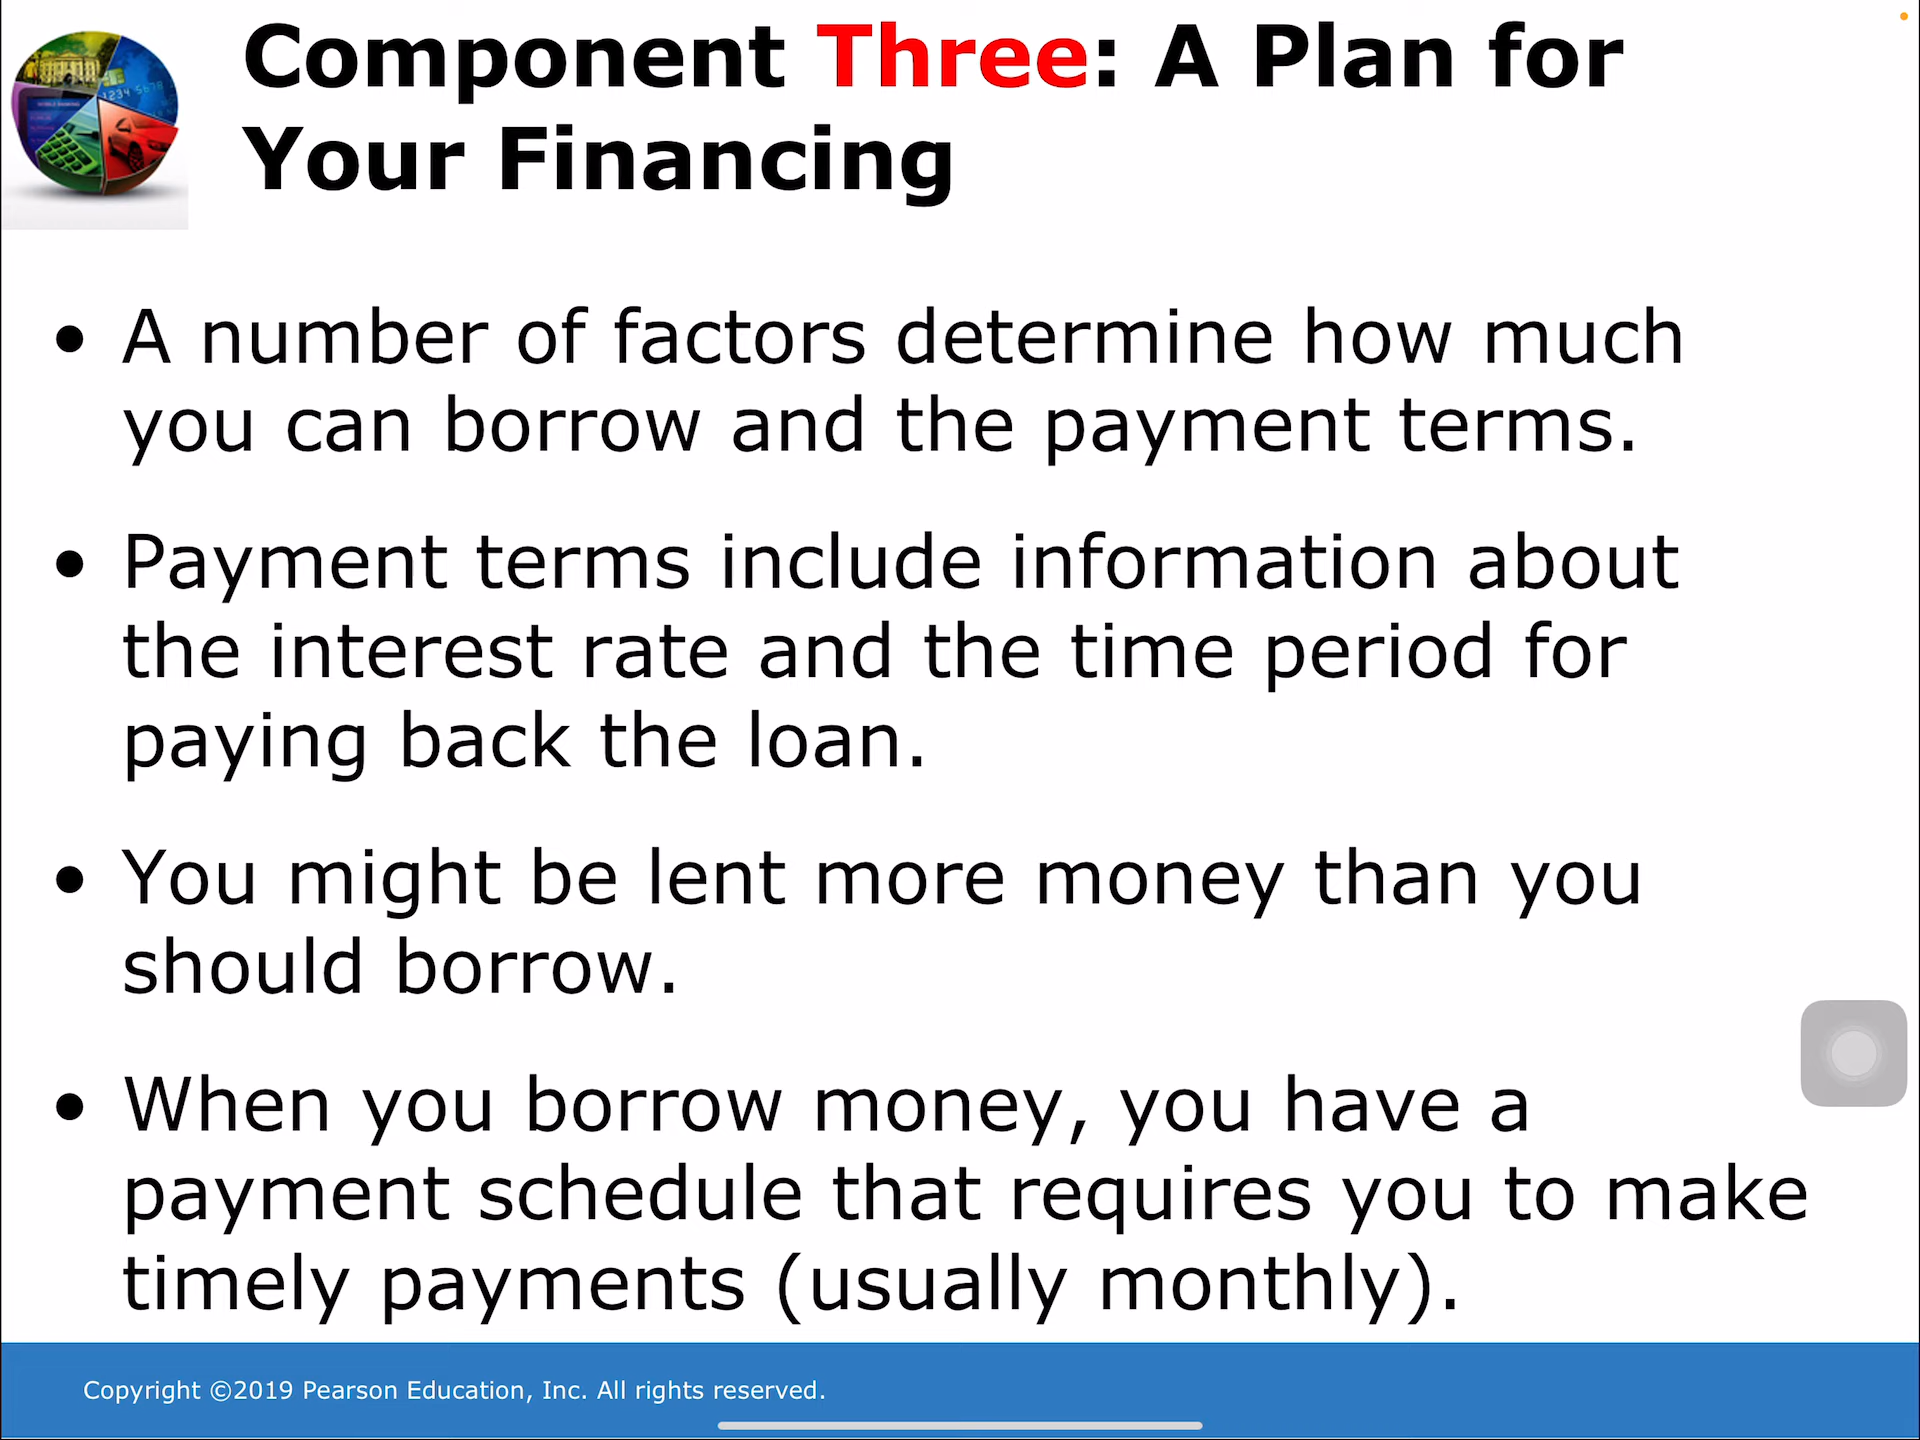 Component Three: A Plan for
Your Financing
• A number of factors determine how much
you can borrow and the payment terms.
• Payment terms include information about
the interest rate and the time period for
paying back the loan.
• You might be lent more money than you
should borrow.
• When you borrow money, you have a
payment schedule that requires you to make
timely payments (usually monthly).
Copyright ©2019 Pearson Education, Inc. All rights reserved.